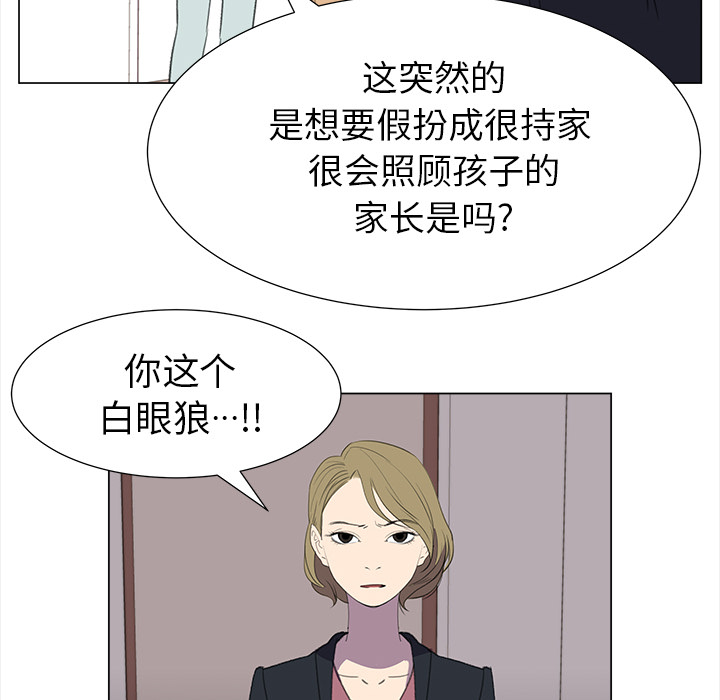 这突然的
是想要假扮成很持家
很会照顾孩子的
家长是吗?
你这个
白眼狼…!!